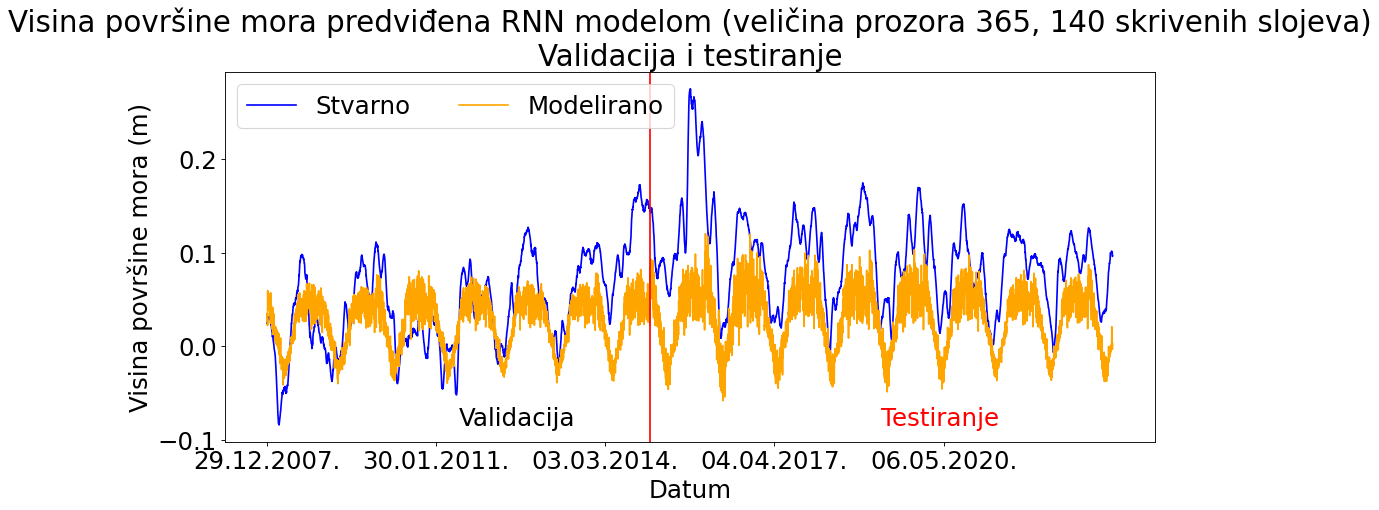 Visina površine mora predviđena RNN modelom (veličina prozora 365, 140 skrivenih slojeva)
Validacija i testiranje
Stvarno
Modelirano
Visina površine mora (m)
0.2
0.1
0.0
−0.1
Validacija
Testiranje
29.12.2007.
30.01.2011.
03.03.2014.
04.04.2017.
06.05.2020.
Datum